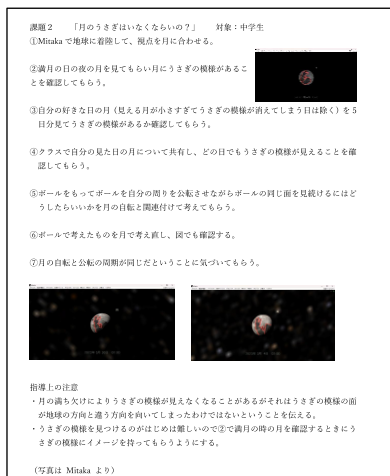 課題2　「月のうさぎはいなくならないの？」　対象：中学生
①Mitaka で地球に着陸して、視点を月に合わせる。
②満月の日の夜の月を見てもらい月にうさぎの模様があるこ
とを確認してもらう。
③自分の好きな日の月（見える月が小さすぎてうさぎの模様が消えてしまう日は除く）を5
日分見てうさぎの模様があるか確認してもらう。
④クラスで自分の見た日の月について共有し、どの日でもうさぎの模様が見えることを確
認してもらう。
⑤ボールをもってボールを自分の周りを公転させながらボールの同じ面を見続けるにはど
うしたらいいかを月の自転と関連付けて考えてもらう。
⑥ボールで考えたものを月で考え直し、図でも確認する。
⑦月の自転と公転の周期が同じだということに気づいてもらう。
指導上の注意
・月の満ち欠けによりうさぎの模様が見えなくなることがあるがそれはうさぎの模様の面
が地球の方向と違う方向を向いてしまったわけではないということを伝える。
・うさぎの模様を見つけるのがはじめは難しいので②で満月の時の月を確認するときにう
さぎの模様にイメージを持ってもらうようにする。
（写真は Mitaka より）